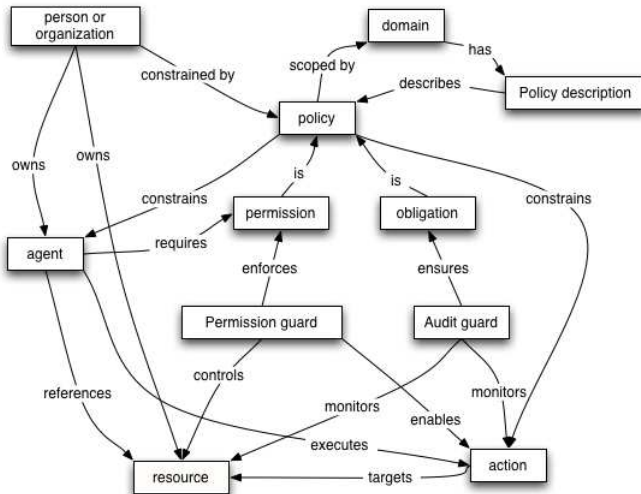 person or
organization
domain
has
constrained by
scoped by
describes
Policy description
policy
owns
owns
is
is
constrains
constrains
permission
obligation
requires
agent
enforces
ensures
Permission guard
Audit guard
references
controls
monitors
enables
monitors
executes
resource
targets
action